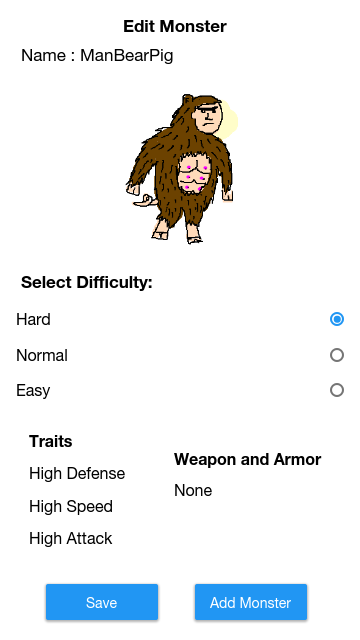 Edit Monster
Name : ManBearPig
Select Difficulty:
Hard
Normal
Easy
Traits
High Defense
High Speed
High Attack
Weapon and Armor
None
Save
Add Monster